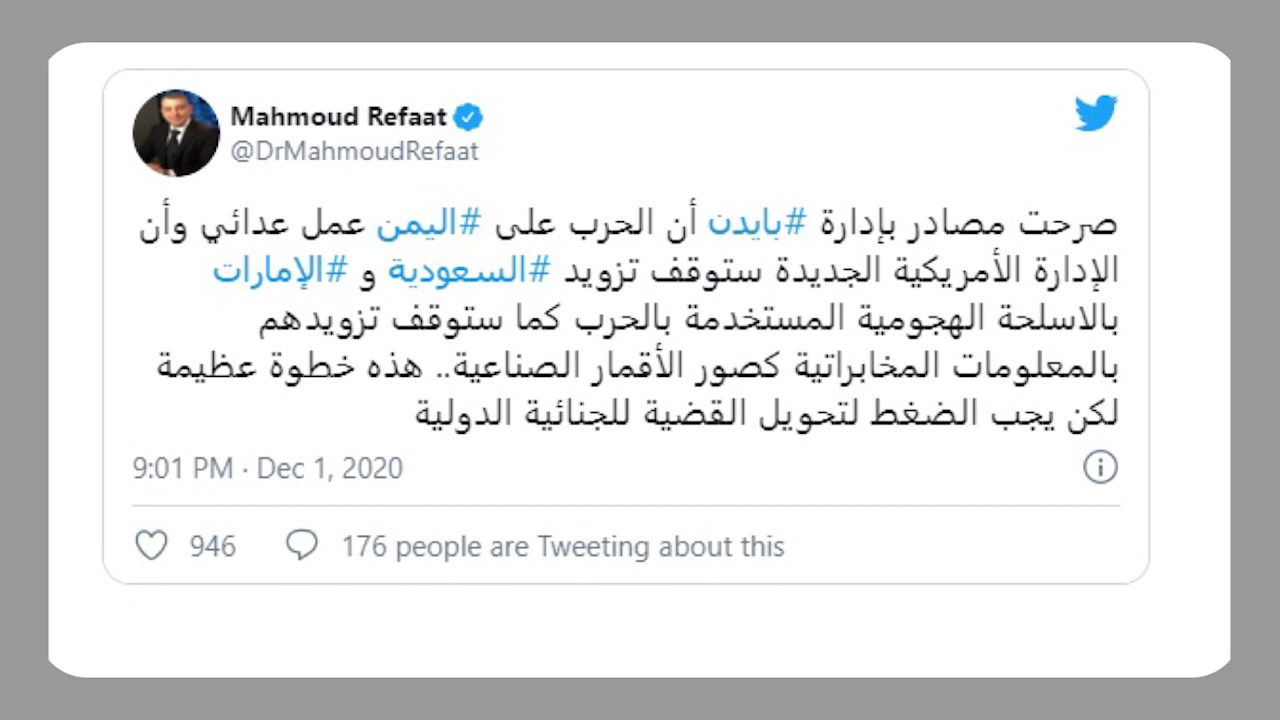 Mahmoud Refaat
@DrMahmoudRefaat
صرحت مصادر بإدارة #بايدن أن الحرب على #اليمن عمل عدائي وأن
الإدارة الأمريكية الجديدة ستوقف تزويد #السعودية و #الإمارات
بالاسلحة الهجومية المستخدمة بالحرب كما ستوقف تزويدهم
بالمعلومات المخابراتية كصور الأقمار الصناعية.. هذه خطوة عظيمة
لكن يجب الضغط لتحويل القضية للجنائية الدولية
9:01 PM · Dec 1, 2020
946 176 people are Tweeting about this